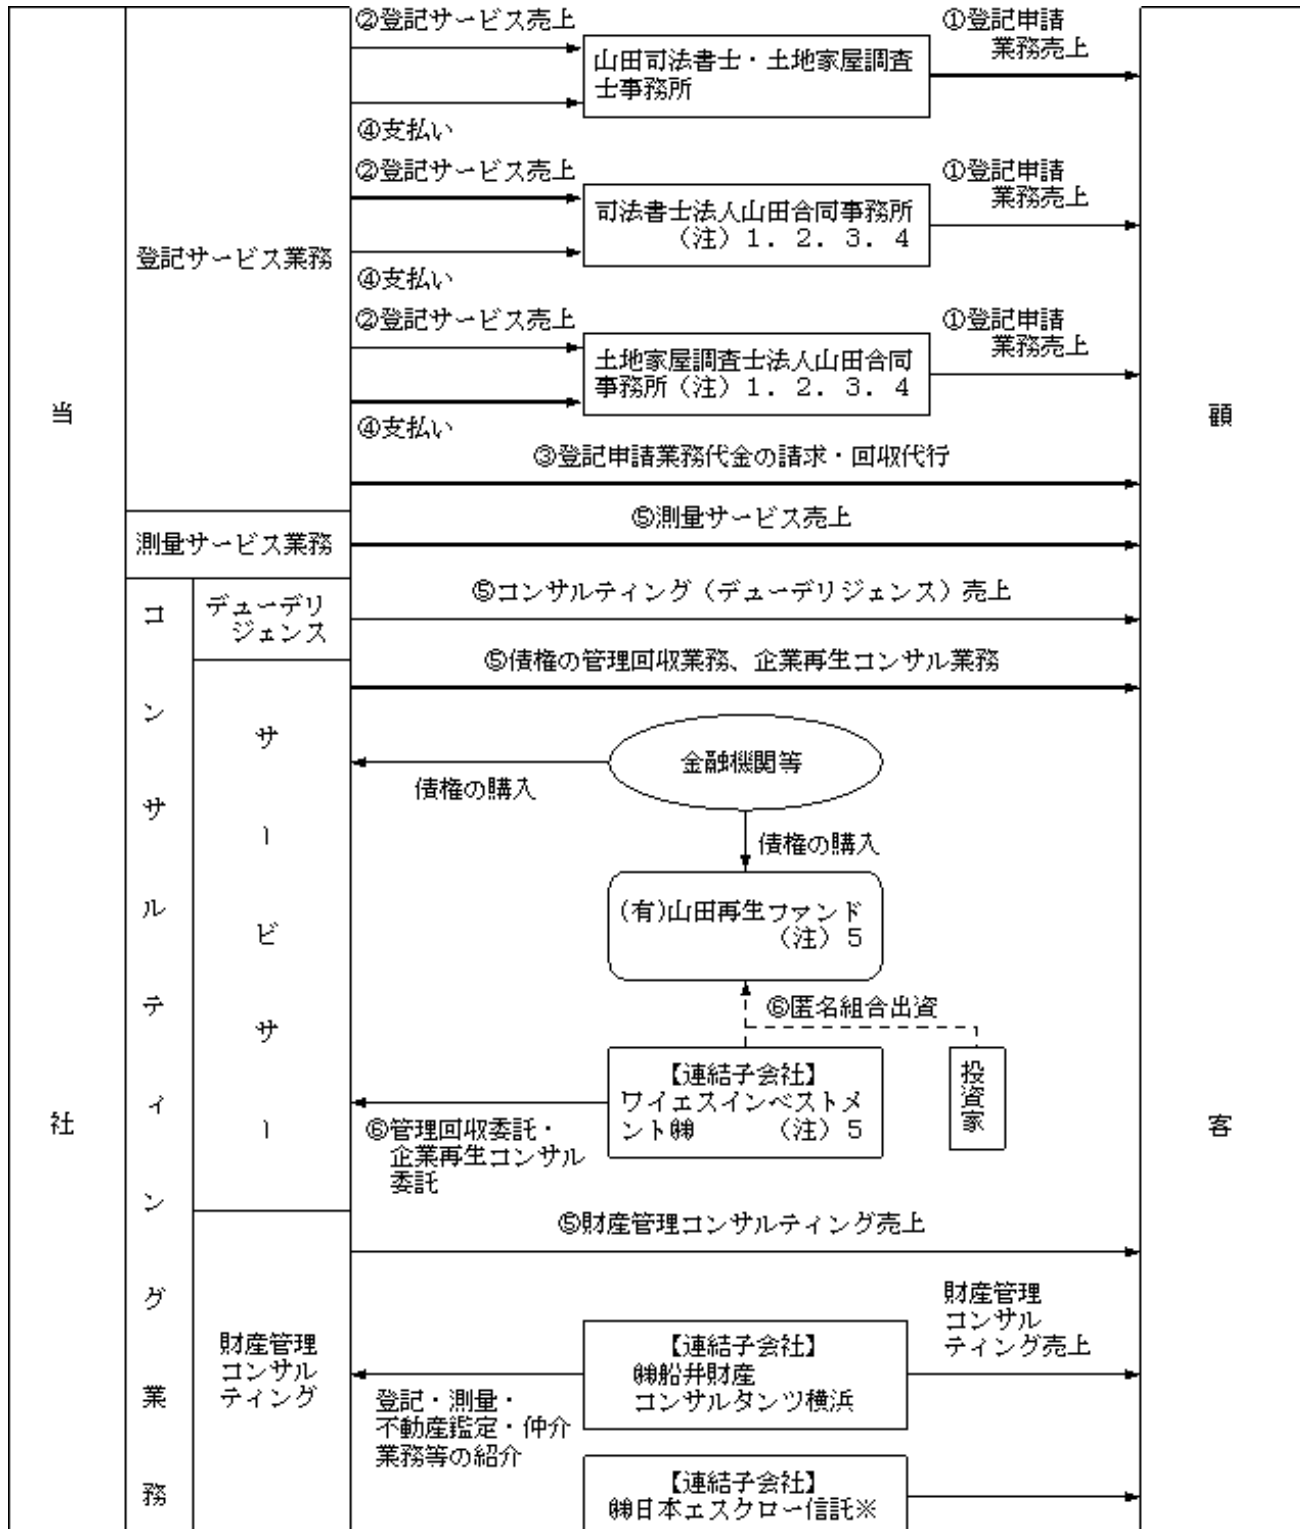 ②登記サービス売上
①登記申請
業務売上
山田司法書士・土地家屋調査
士事務所
④支払い
②登記サービス売上
①登記申請
業務売上
司法書士法人山田合同事務所
（注）１．２．３．４
登記サービス業務
④支払い
②登記サービス売上
①登記申請
業務売上
土地家屋調査士法人山田合同
事務所（注）１．２．３．４
④支払い
当
顧
③登記申請業務代金の請求・回収代行
⑤測量サービス売上
測量サービス業務
⑤コンサルティング（デューデリジェンス）売上
デューデリ
ジェンス
⑤債権の管理回収業務、企業再生コンサル業務
サービサー
金融機関等
債権の購入
債権の購入
(有)山田再生ファンド
（注）５
⑥匿名組合出資
【連結子会社】
ワイエスインベストメ
ント㈱　（注）５
投資家
社
客
コンサルティング業務
⑥管理回収委託・
企業再生コンサル
委託
⑤財産管理コンサルティング売上
財産管理
コンサル
ティング売上
財産管理
コンサル
ティング
【連結子会社】
㈱船井財産
コンサルタンツ横浜
登記・測量・
不動産鑑定・仲介
業務等の紹介
【連結子会社】
㈱日本エスクロー信託※